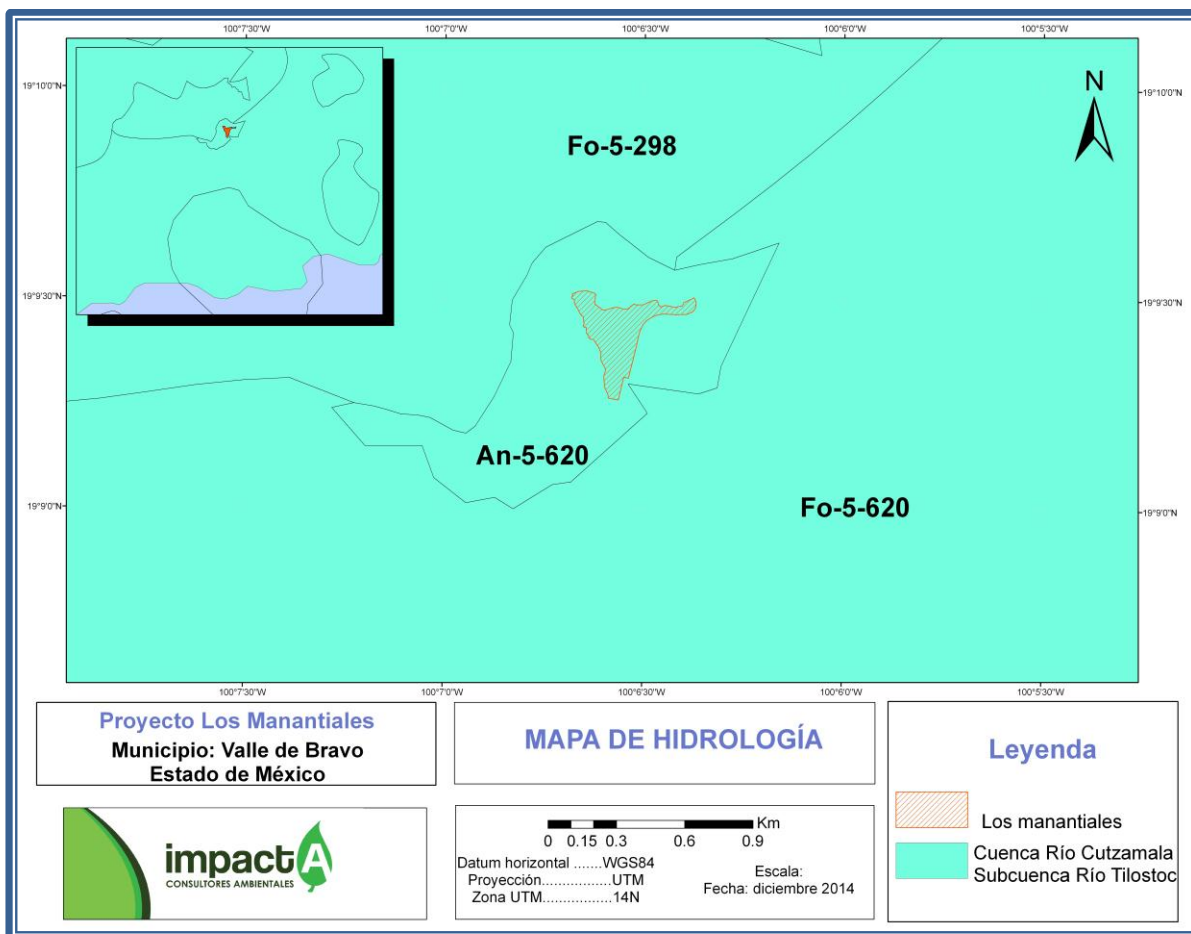 100°7'30"W 100°7'0"W 100°6'30"W 100°6'0"W 100°5'30"W
19°10'0"N 19°10'0"N
N
Fo-5-298
19°9'30"N 19°9'30"N
An-5-620
Fo-5-620
19°9'0"N 19°9'0"N
100°7'30"W 100°7'0"W 100°6'30"W 100°6'0"W 100°5'30"W
Proyecto Los Manantiales
Municipio: Valle de Bravo
Estado de México
MAPA DE HIDROLOGÍA
Leyenda
Los manantiales
Cuenca Río Cutzamala
Subcuenca Río Tilostoc
impactA
CONSULTORES AMBIENTALES
Km
0 0.15 0.3 0.6 0.9
Datum horizontal ......WGS84
Proyección................UTM
Zona UTM.................14N
Escala:
Fecha: diciembre 2014